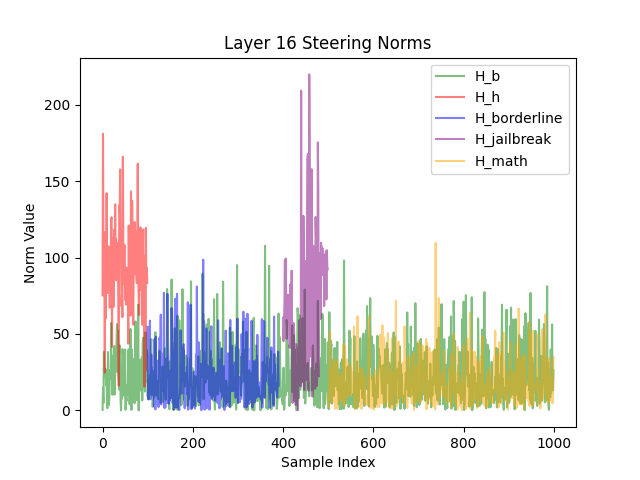 Layer 16 Steering Norms
H_b
H_h
H_borderline
H_jailbreak
H_math
Norm Value
200
150
100
50
0
0
200
400
600
800
1000
Sample Index